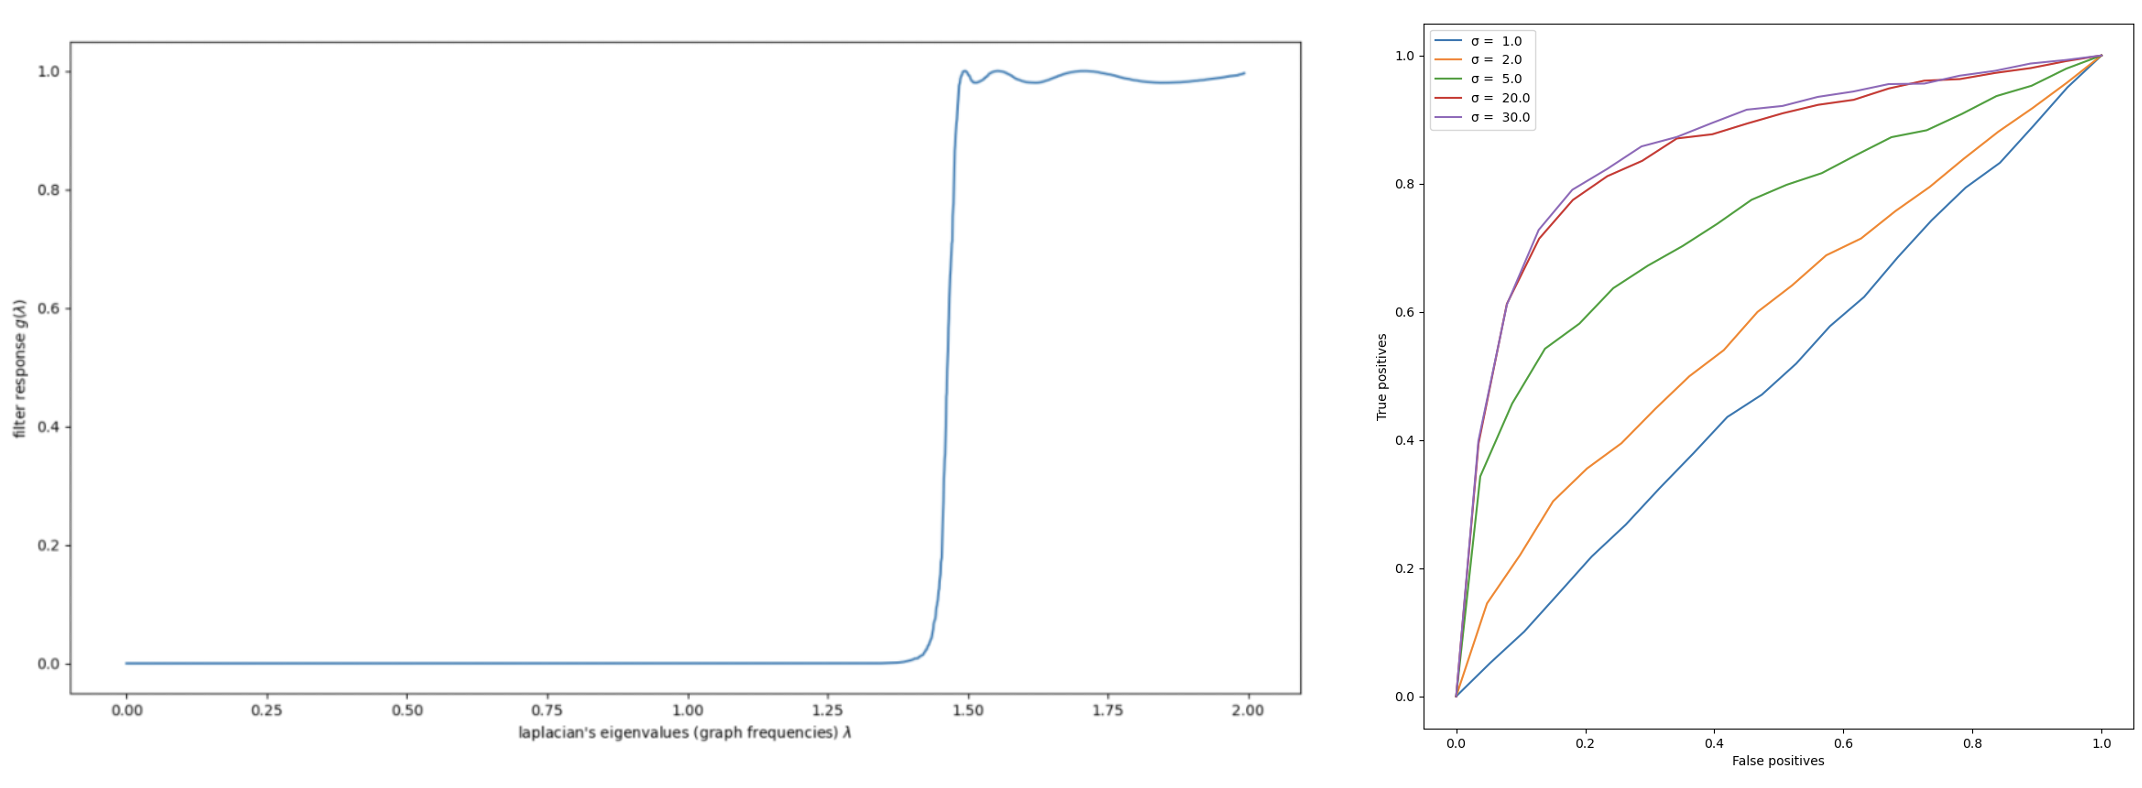 1.0
0.8
0.6
0.4
0.2
0.0
filter response g(λ)
0.00 0.25 0.50 0.75 1.00 1.25 1.50 1.75 2.00
laplacian's eigenvalues (graph frequencies) λ
σ = 1.0
σ = 2.0
σ = 5.0
σ = 20.0
σ = 30.0
1.0
0.8
0.6
0.4
0.2
0.0
True positives
0.0 0.2 0.4 0.6 0.8 1.0
False positives